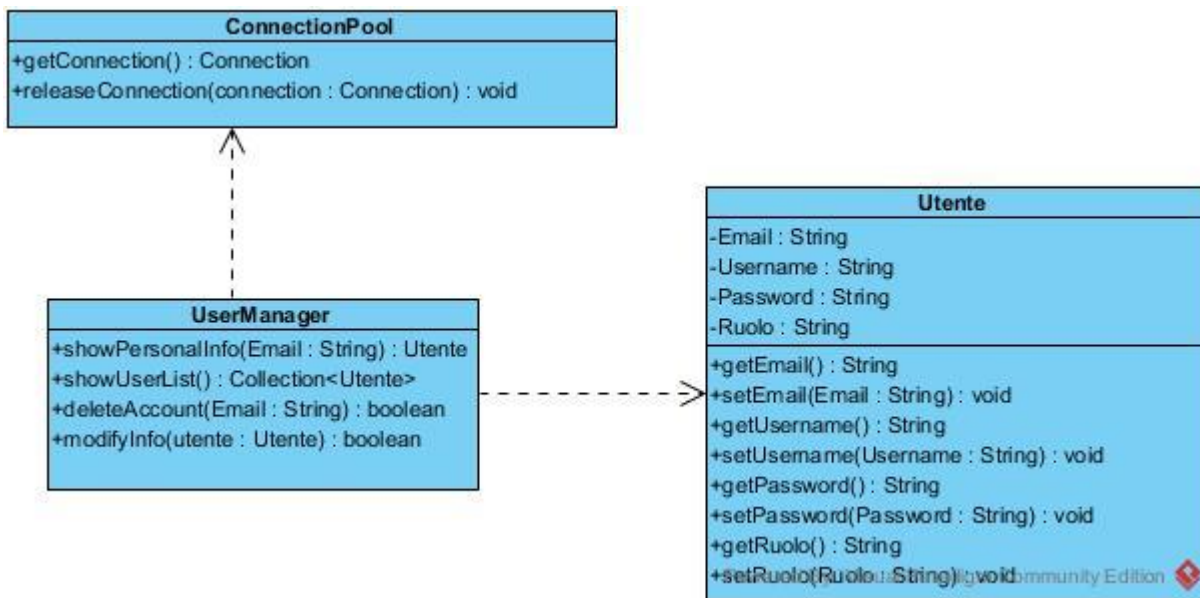 ConnectionPool
+getConnection() : Connection
+releaseConnection(connection : Connection) : void
UserManager
+showPersonalInfo(Email : String) : Utente
+showUserList() : Collection<Utente>
+deleteAccount(Email : String) : boolean
+modifyInfo(utente : Utente) : boolean
Utente
-Email : String
-Username : String
-Password : String
-Ruolo : String
+getEmail() : String
+setEmail(Email : String) : void
+getUsername() : String
+setUsername(Username : String) : void
+getPassword() : String
+setPassword(Password : String) : void
+getRuolo() : String
+setRuolo(Ruolo : String) : void
Community Edition